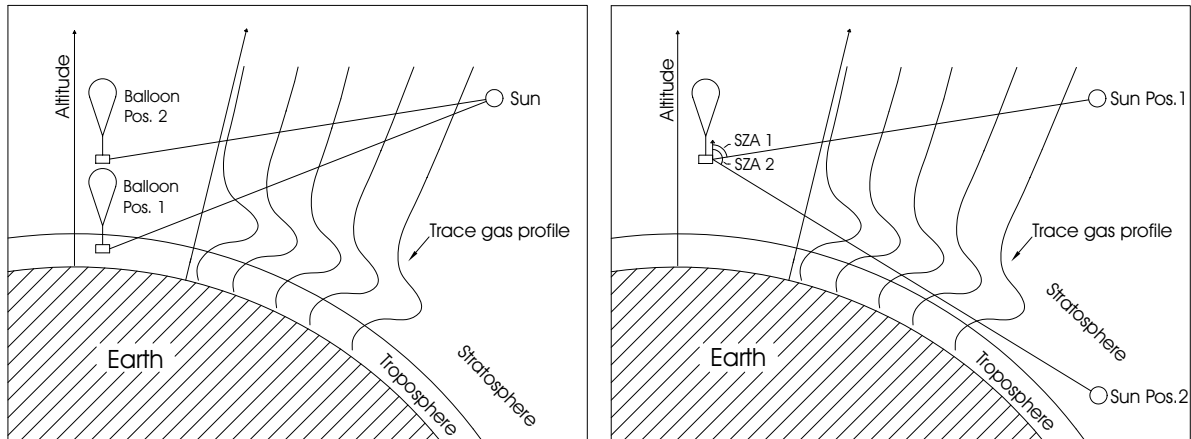 Altitude
Balloon
Pos. 2
Sun
Balloon
Pos. 1
Trace gas profile
Earth
Troposphere
Stratosphere
Altitude
Sun Pos.1
SZA 1
SZA 2
Trace gas profile
Stratosphere
Earth
Troposphere
Sun Pos.2